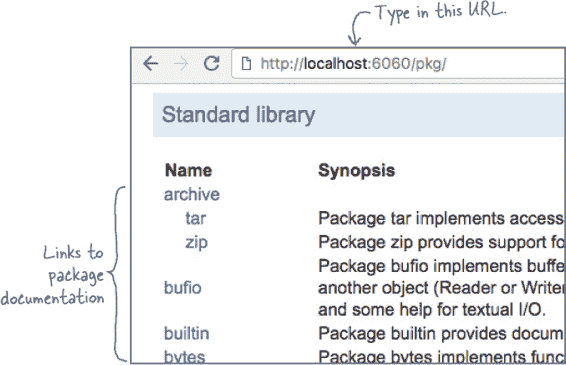 Type in this URL.
http://localhost:6060/pkg/
Standard library
Name Synopsis
archive
tar Package tar implements access
zip Package zip provides support fo
Package bufio implements buffe
bufio another object (Reader or Writer
and some help for textual I/O.
builtin Package builtin provides docum
bytes Package bytes implements func
Links to
package
documentation